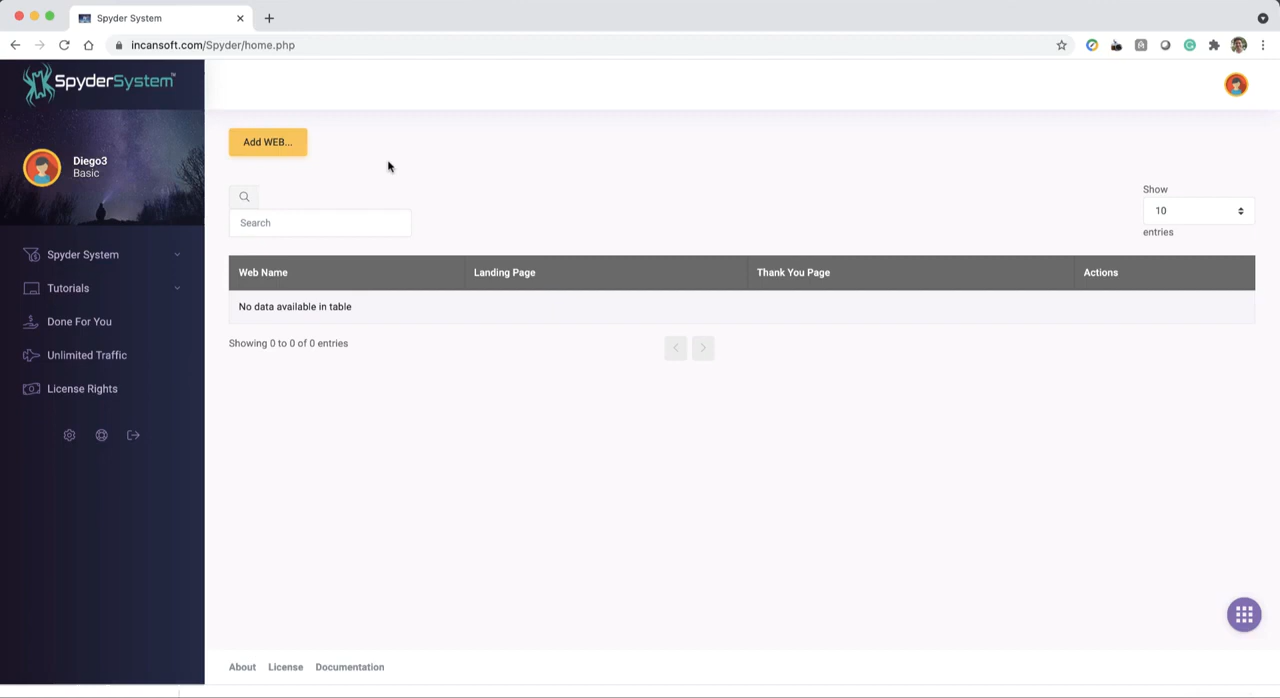 Spyder System
incansoft.com/Spyder/home.php
SpyderSystem™
Diego3
Basic
Spyder System
Tutorials
Done For You
Unlimited Traffic
License Rights
Add WEB...
Search
Show
10
entries
Web Name Landing Page Thank You Page Actions
No data available in table
Showing 0 to 0 of 0 entries
About License Documentation